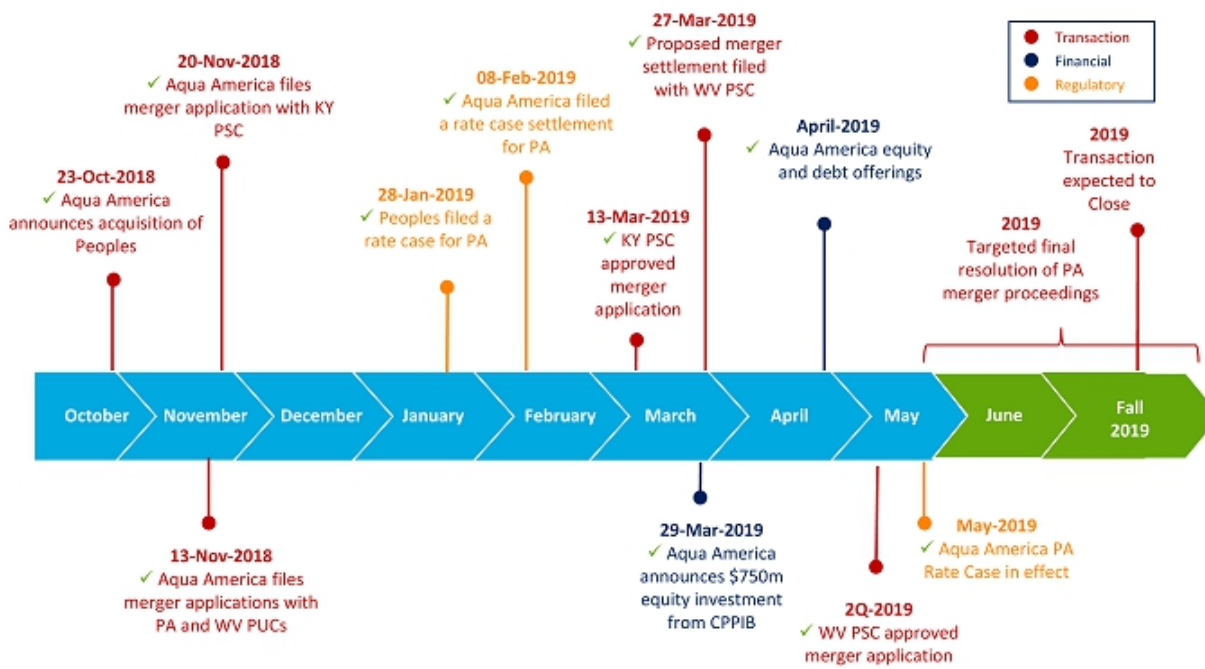 27-Mar-2019
✓ Proposed merger
settlement filed
with WV PSC
Transaction
Financial
Regulatory
20-Nov-2018
✓ Aqua America files
merger application with KY
PSC
08-Feb-2019
✓ Aqua America filed
a rate case settlement
for PA
April-2019
✓ Aqua America equity
and debt offerings
2019
Transaction
expected to
Close
23-Oct-2018
✓ Aqua America
announces acquisition of
Peoples
28-Jan-2019
✓ Peoples filed a
rate case for PA
13-Mar-2019
✓ KY PSC
approved
merger
application
2019
Targeted final
resolution of PA
merger proceedings
October
November
December
January
February
March
April
May
June
Fall
2019
13-Nov-2018
✓ Aqua America files
merger applications with
PA and WV PUCs
29-Mar-2019
✓ Aqua America
announces $750m
equity investment
from CPPIB
2Q-2019
✓ WV PSC approved
merger application
May-2019
✓ Aqua America PA
Rate Case in effect